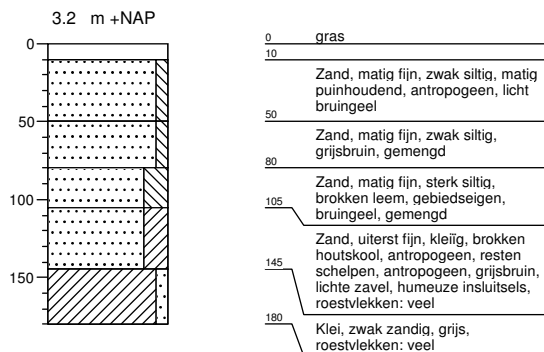 3.2 m +NAP
0
50
100
150
0 gras
10
Zand, matig fijn, zwak siltig, matig
puinhoudend, antropogeen, licht
bruingeel
50
Zand, matig fijn, zwak siltig,
grijsbruin, gemengd
80
Zand, matig fijn, sterk siltig,
brokken leem, gebiedseigen,
bruingeel, gemengd
105
Zand, uiterst fijn, kleiïg, brokken
houtskool, antropogeen, resten
schelpen, antropogeen, grijsbruin,
lichte zavel, humeuze insluitsels,
roestvlekken: veel
145
Klei, zwak zandig, grijs,
roestvlekken: veel
180